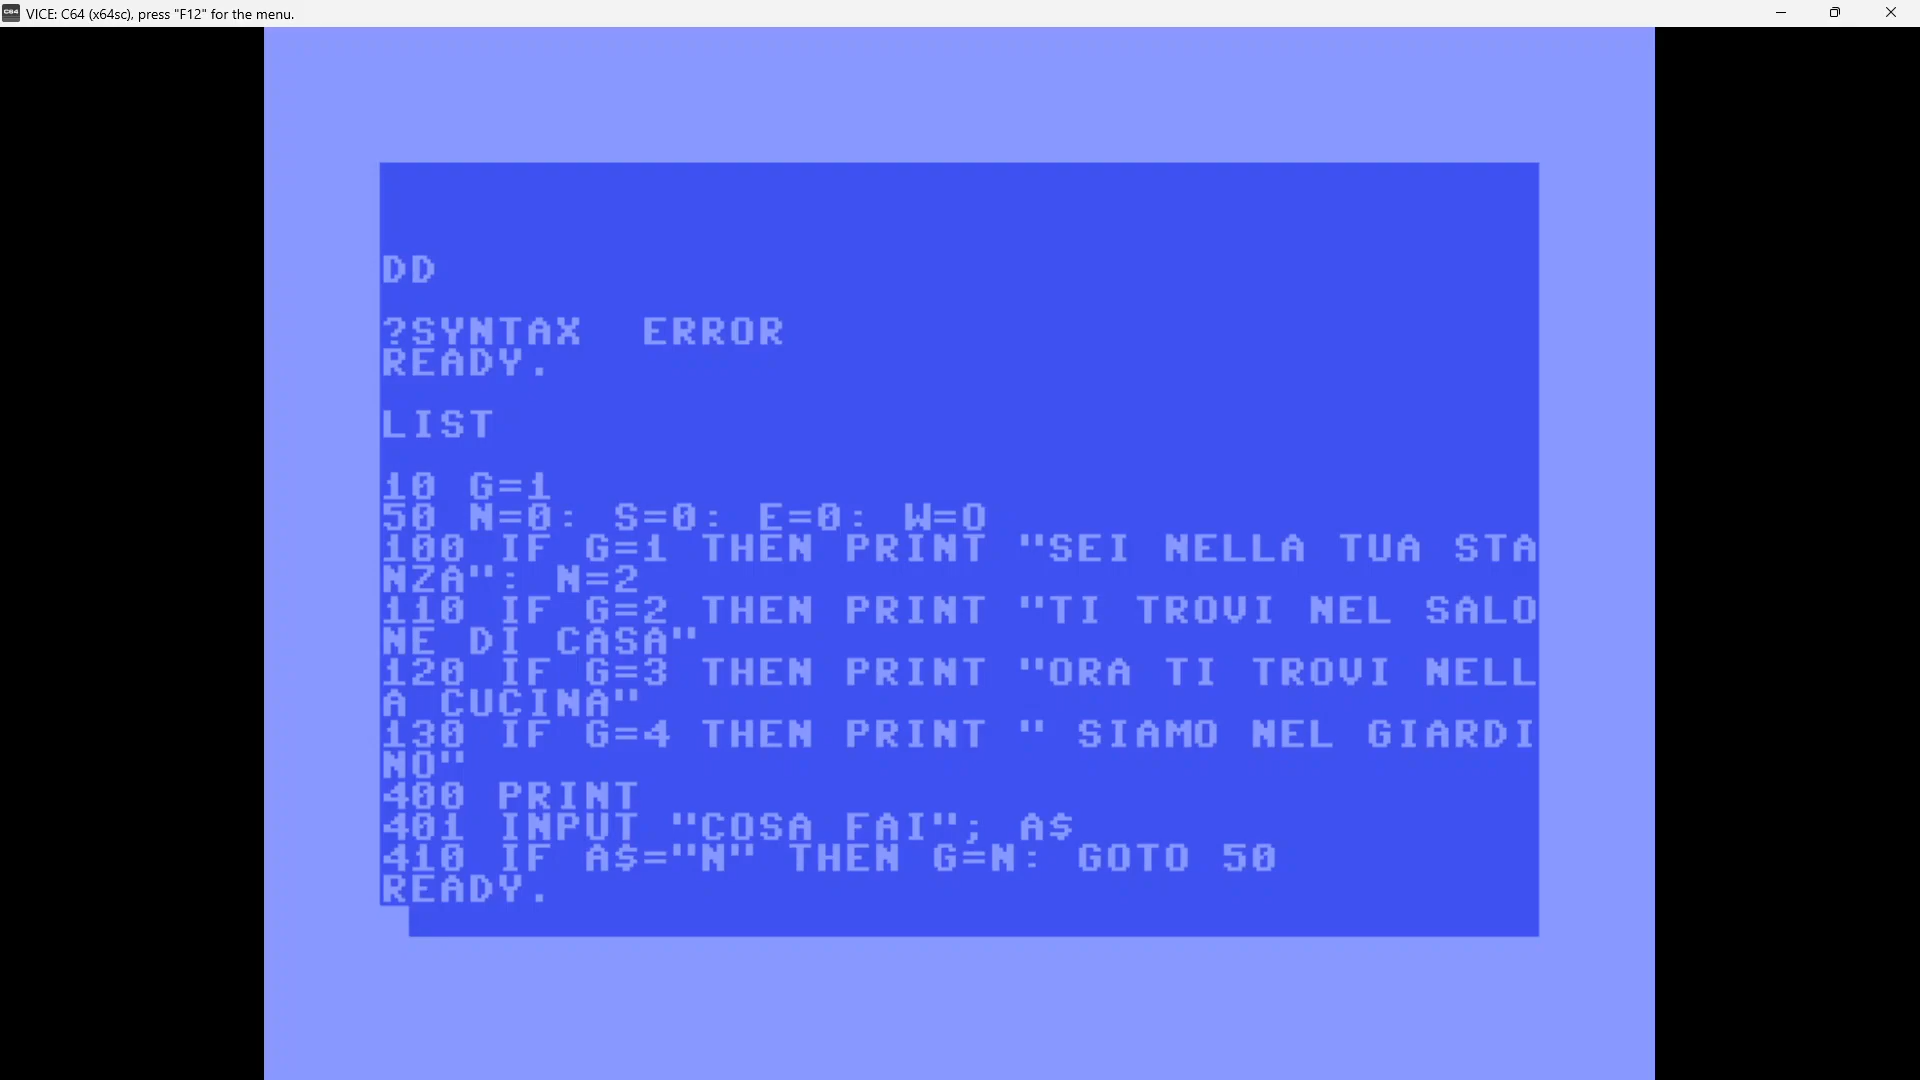 VICE: C64 (x64sc), press "F12" for the menu.
DD
?SYNTAX  ERROR
READY.
LIST
10 G=1
50 N=0: S=0: E=0: W=O
100 IF G=1 THEN PRINT "SEI NELLA TUA STA
NZA": N=2
110 IF G=2 THEN PRINT "TI TROVI NEL SALO
NE DI CASA"
120 IF G=3 THEN PRINT "ORA TI TROVI NELL
A CUCINA"
130 IF G=4 THEN PRINT " SIAMO NEL GIARDI
NO"
400 PRINT
401 INPUT "COSA FAI"; A$
410 IF A$="N" THEN G=N: GOTO 50
READY.